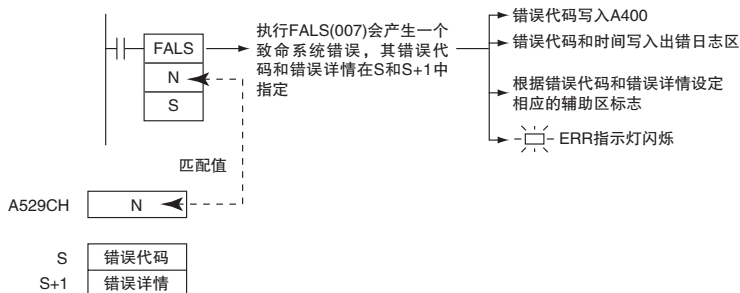 FALS
N
S
执行FALS(007)会产生一个
致命系统错误，其错误代
码和错误详情在S和S+1中
指定
错误代码写入A400
错误代码和时间写入出错日志区
根据错误代码和错误详情设定
相应的辅助区标志
ERR指示灯闪烁
匹配值
A529CH N
S 错误代码
S+1 错误详情